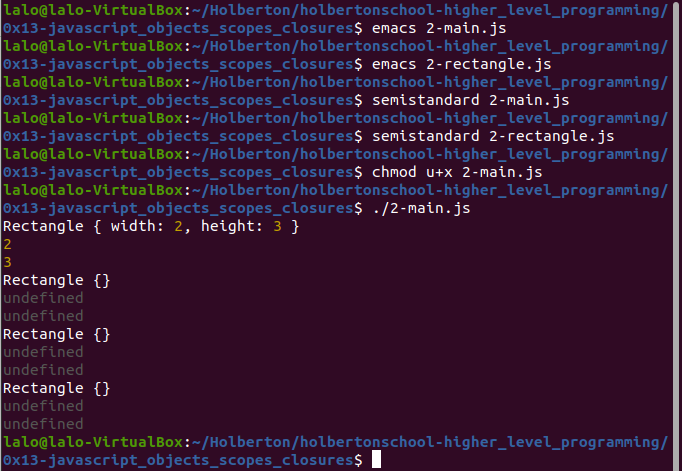 lalo@lalo-VirtualBox:~/Holberton/holbertonschool-higher_level_programming/
0x13-javascript_objects_scopes_closures$ emacs 2-main.js
lalo@lalo-VirtualBox:~/Holberton/holbertonschool-higher_level_programming/
0x13-javascript_objects_scopes_closures$ emacs 2-rectangle.js
lalo@lalo-VirtualBox:~/Holberton/holbertonschool-higher_level_programming/
0x13-javascript_objects_scopes_closures$ semistandard 2-main.js
lalo@lalo-VirtualBox:~/Holberton/holbertonschool-higher_level_programming/
0x13-javascript_objects_scopes_closures$ semistandard 2-rectangle.js
lalo@lalo-VirtualBox:~/Holberton/holbertonschool-higher_level_programming/
0x13-javascript_objects_scopes_closures$ chmod u+x 2-main.js
lalo@lalo-VirtualBox:~/Holberton/holbertonschool-higher_level_programming/
0x13-javascript_objects_scopes_closures$ ./2-main.js
Rectangle { width: 2, height: 3 }
2
3
Rectangle {}
undefined
undefined
Rectangle {}
undefined
undefined
Rectangle {}
undefined
undefined
lalo@lalo-VirtualBox:~/Holberton/holbertonschool-higher_level_programming/
0x13-javascript_objects_scopes_closures$